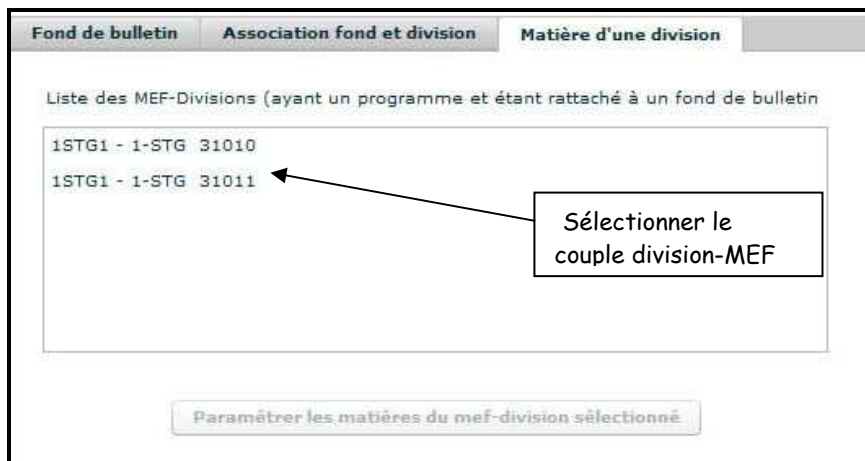 Fond de bulletin Association fond et division Matière d'une division
Liste des MEF-Divisions (ayant un programme et étant rattaché à un fond de bulletin
1STG1 - 1-STG 31010
1STG1 - 1-STG 31011
Sélectionner le
couple division-MEF
Paramétrer les matières du mef-division sélectionné